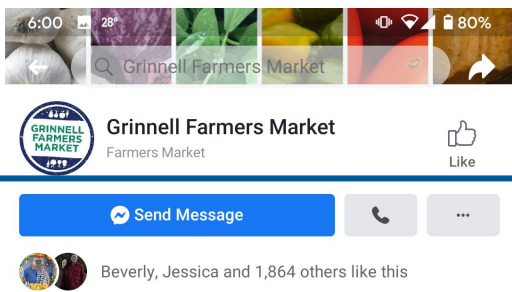 6:00 28° 80%
Grinnell Farmers Market
GRINNELL
FARMERS
MARKET
Grinnell Farmers Market
Farmers Market
Like
Send Message
Beverly, Jessica and 1,864 others like this